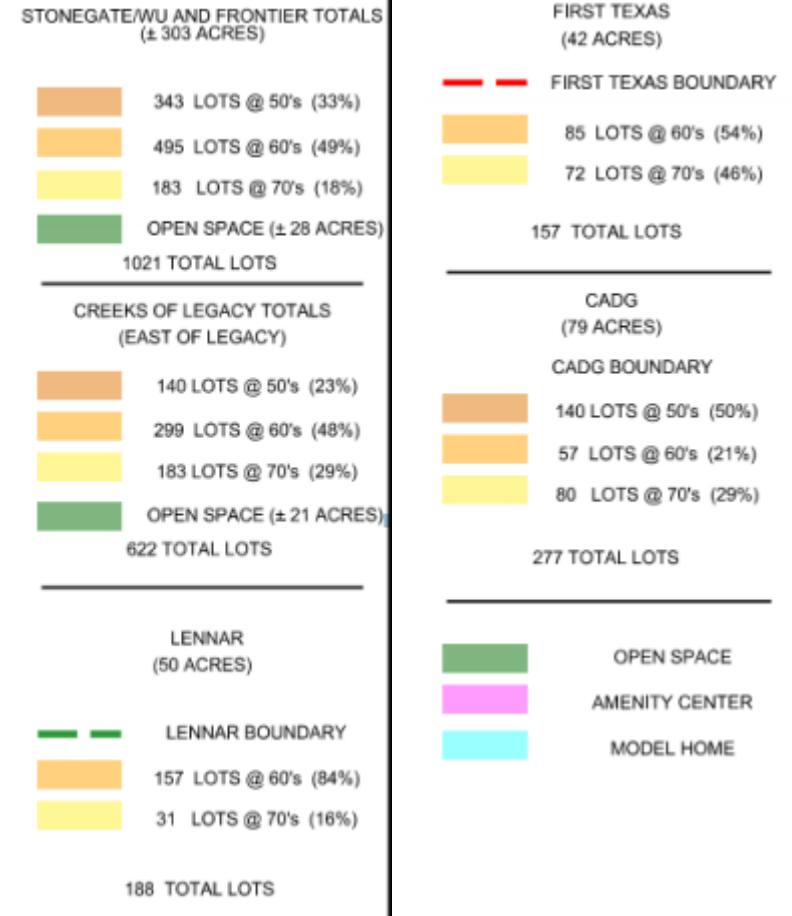 STONEGATE/WU AND FRONTIER TOTALS
(± 303 ACRES)
343 LOTS @ 50's (33%)
495 LOTS @ 60's (49%)
183 LOTS @ 70's (18%)
OPEN SPACE (± 28 ACRES)
1021 TOTAL LOTS
CREEKS OF LEGACY TOTALS
(EAST OF LEGACY)
140 LOTS @ 50's (23%)
299 LOTS @ 60's (48%)
183 LOTS @ 70's (29%)
OPEN SPACE (± 21 ACRES)
622 TOTAL LOTS
LENNAR
(50 ACRES)
LENNAR BOUNDARY
157 LOTS @ 60's (84%)
31 LOTS @ 70's (16%)
188 TOTAL LOTS
FIRST TEXAS
(42 ACRES)
FIRST TEXAS BOUNDARY
85 LOTS @ 60's (54%)
72 LOTS @ 70's (46%)
157 TOTAL LOTS
CADG
(79 ACRES)
CADG BOUNDARY
140 LOTS @ 50's (50%)
57 LOTS @ 60's (21%)
80 LOTS @ 70's (29%)
277 TOTAL LOTS
OPEN SPACE
AMENITY CENTER
MODEL HOME